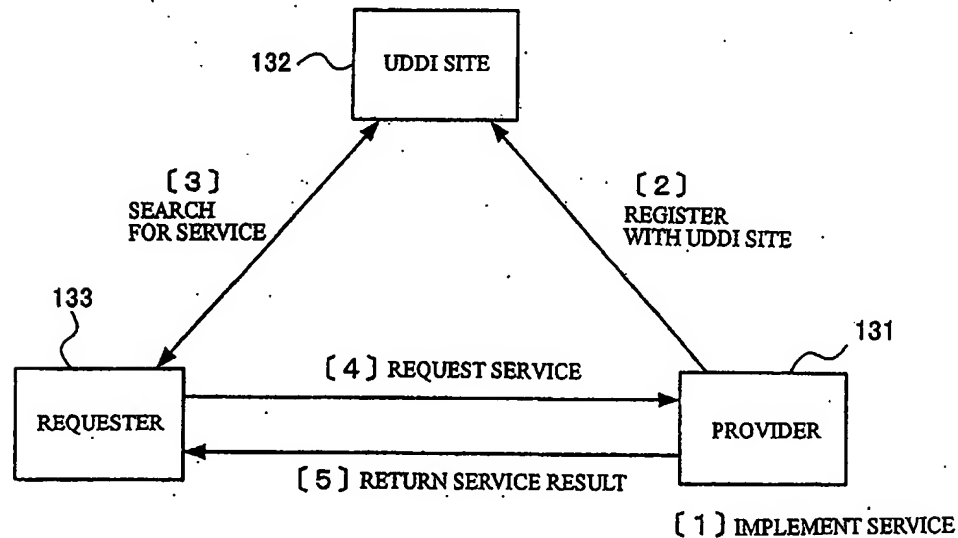 132
UDDI SITE
[3]
SEARCH
FOR SERVICE
[2]
REGISTER
WITH UDDI SITE
133
131
[4] REQUEST SERVICE
REQUESTER
PROVIDER
[5] RETURN SERVICE RESULT
[1] IMPLEMENT SERVICE